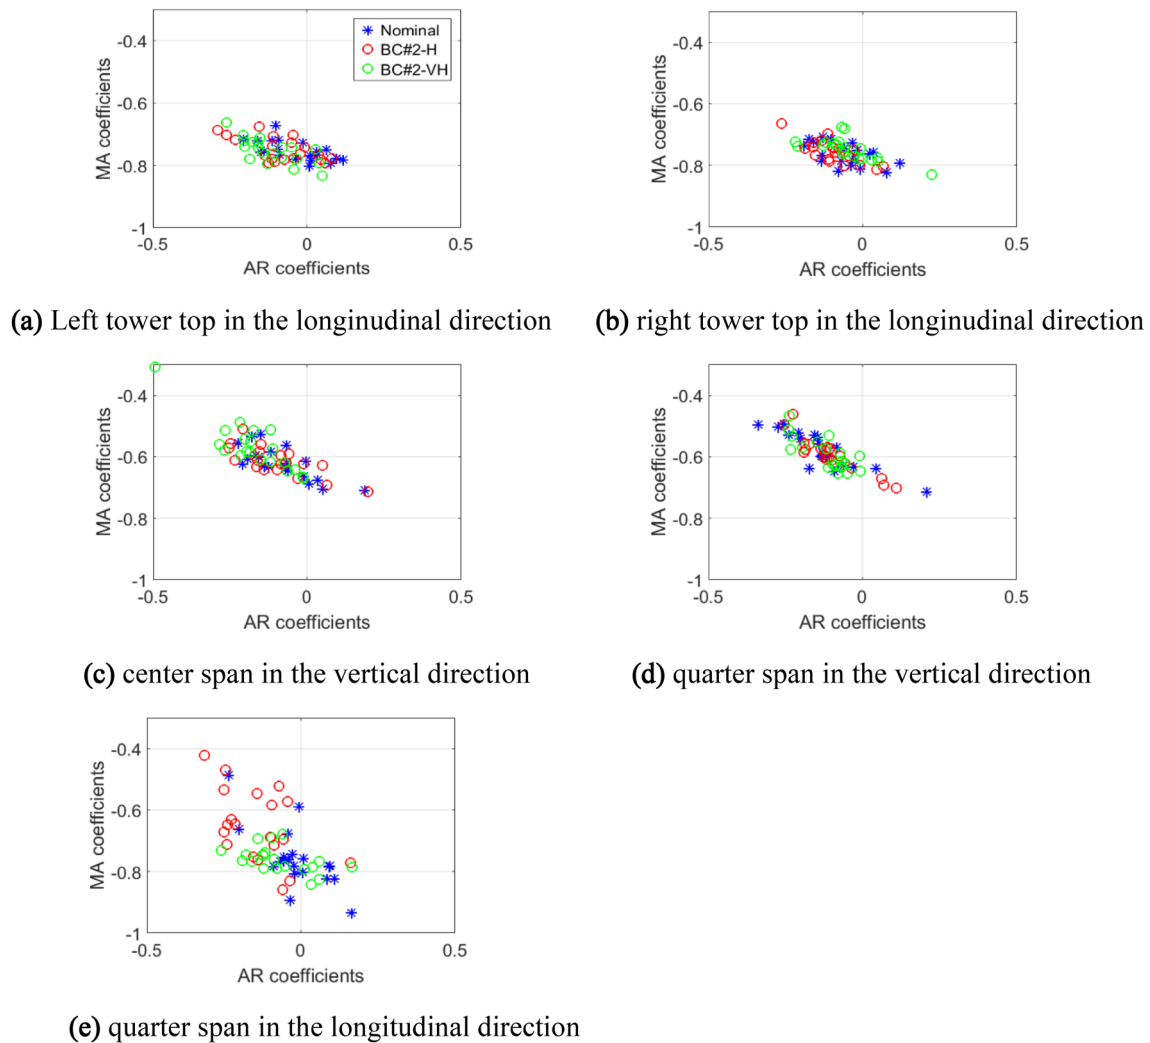 -0.4
-0.6
-0.8
-1
-0.5
0
0.5
MA coefficients
AR coefficients
Nominal
BC#2-H
BC#2-VH
(a) Left tower top in the longinudinal direction
-0.4
-0.6
-0.8
-1
-0.5
0
0.5
MA coefficients
AR coefficients
(b) right tower top in the longinudinal direction
-0.4
-0.6
-0.8
-1
-0.5
0
0.5
MA coefficients
AR coefficients
(c) center span in the vertical direction
-0.4
-0.6
-0.8
-1
-0.5
0
0.5
MA coefficients
AR coefficients
(d) quarter span in the vertical direction
-0.4
-0.6
-0.8
-1
-0.5
0
0.5
MA coefficients
AR coefficients
(e) quarter span in the longitudinal direction